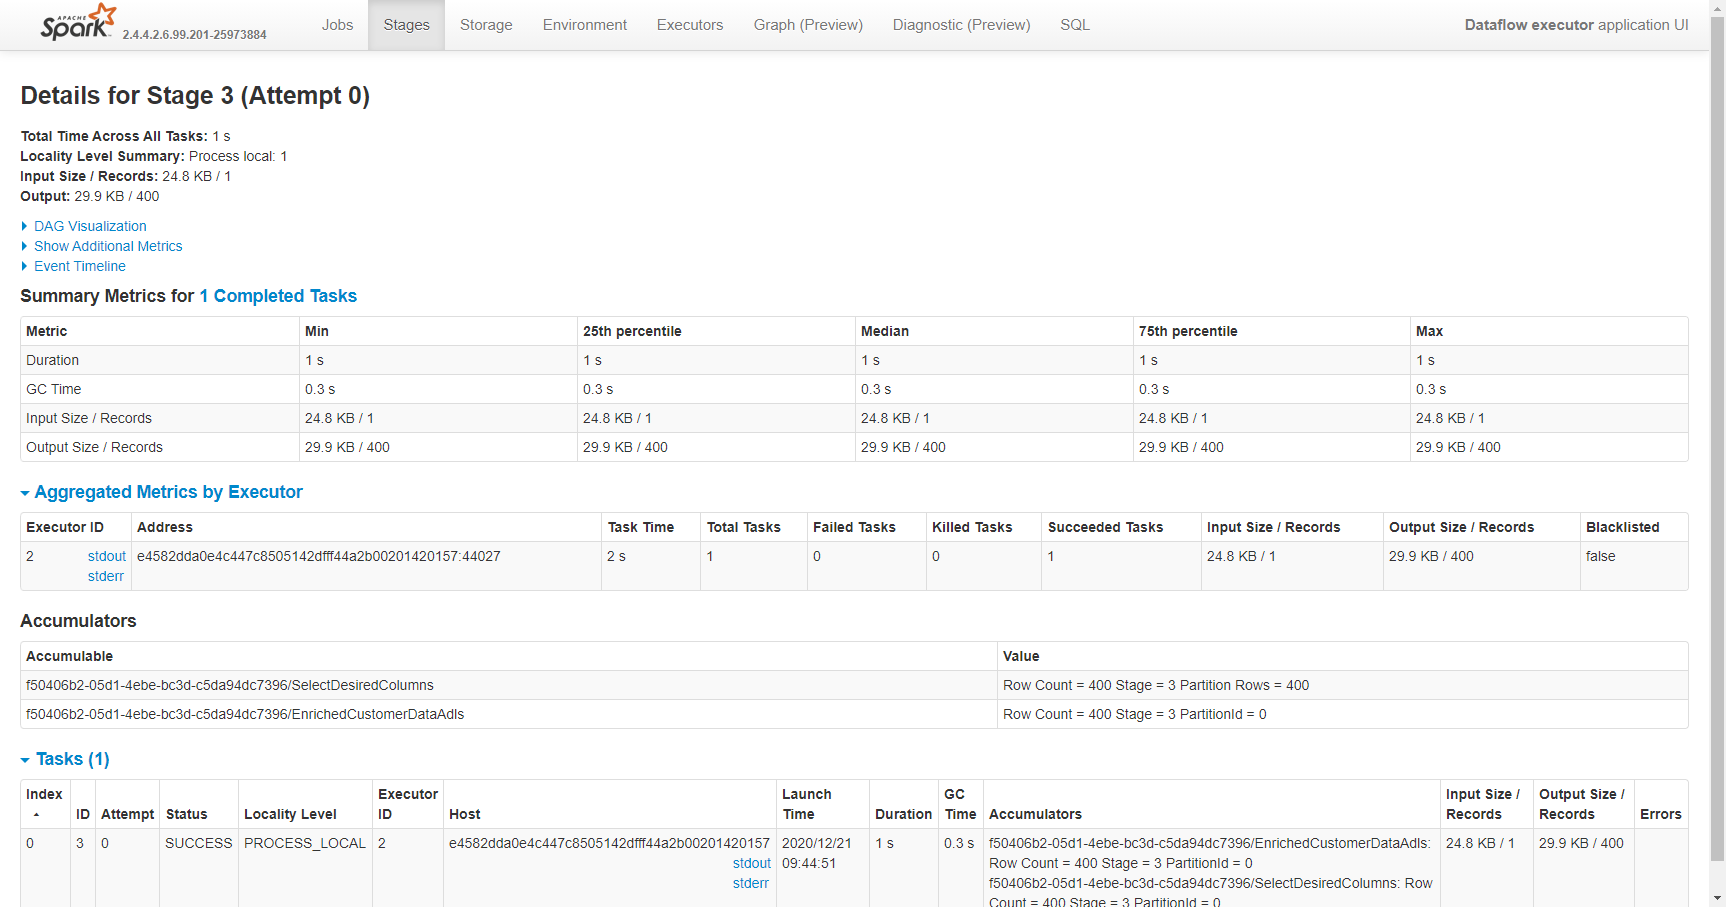 APACHE
Spark 2.4.4.2.6.99.201-25973884 Jobs Stages Storage Environment Executors Graph (Preview) Diagnostic (Preview) SQL Dataflow executor application UI
Details for Stage 3 (Attempt 0)
Total Time Across All Tasks: 1 s
Locality Level Summary: Process local: 1
Input Size / Records: 24.8 KB / 1
Output: 29.9 KB / 400
DAG Visualization
Show Additional Metrics
Event Timeline
Summary Metrics for 1 Completed Tasks
Metric Min 25th percentile Median 75th percentile Max
Duration 1 s 1 s 1 s 1 s 1 s
GC Time 0.3 s 0.3 s 0.3 s 0.3 s 0.3 s
Input Size / Records 24.8 KB / 1 24.8 KB / 1 24.8 KB / 1 24.8 KB / 1 24.8 KB / 1
Output Size / Records 29.9 KB / 400 29.9 KB / 400 29.9 KB / 400 29.9 KB / 400 29.9 KB / 400
Aggregated Metrics by Executor
Executor ID Address Task Time Total Tasks Failed Tasks Killed Tasks Succeeded Tasks Input Size / Records Output Size / Records Blacklisted
2 stdout e4582dda0e4c447c8505142dfff44a2b00201420157:44027 2 s 1 0 0 1 24.8 KB / 1 29.9 KB / 400 false
stderr
Accumulators
Accumulable Value
f50406b2-05d1-4ebe-bc3d-c5da94dc7396/SelectDesiredColumns Row Count = 400 Stage = 3 Partition Rows = 400
f50406b2-05d1-4ebe-bc3d-c5da94dc7396/EnrichedCustomerDataAdls Row Count = 400 Stage = 3 PartitionId = 0
Tasks (1)
Index Executor Launch GC Input Size / Output Size /
ID Attempt Status Locality Level ID Host Time Duration Time Accumulators Records Records Errors
0 3 0 SUCCESS PROCESS_LOCAL 2 e4582dda0e4c447c8505142dfff44a2b00201420157 2020/12/21 1 s 0.3 s f50406b2-05d1-4ebe-bc3d-c5da94dc7396/EnrichedCustomerDataAdls: 24.8 KB / 1 29.9 KB / 400
stdout 09:44:51 Row Count = 400 Stage = 3 PartitionId = 0
stderr f50406b2-05d1-4ebe-bc3d-c5da94dc7396/SelectDesiredColumns: Row
Count = 400 Stage = 3 PartitionId = 0